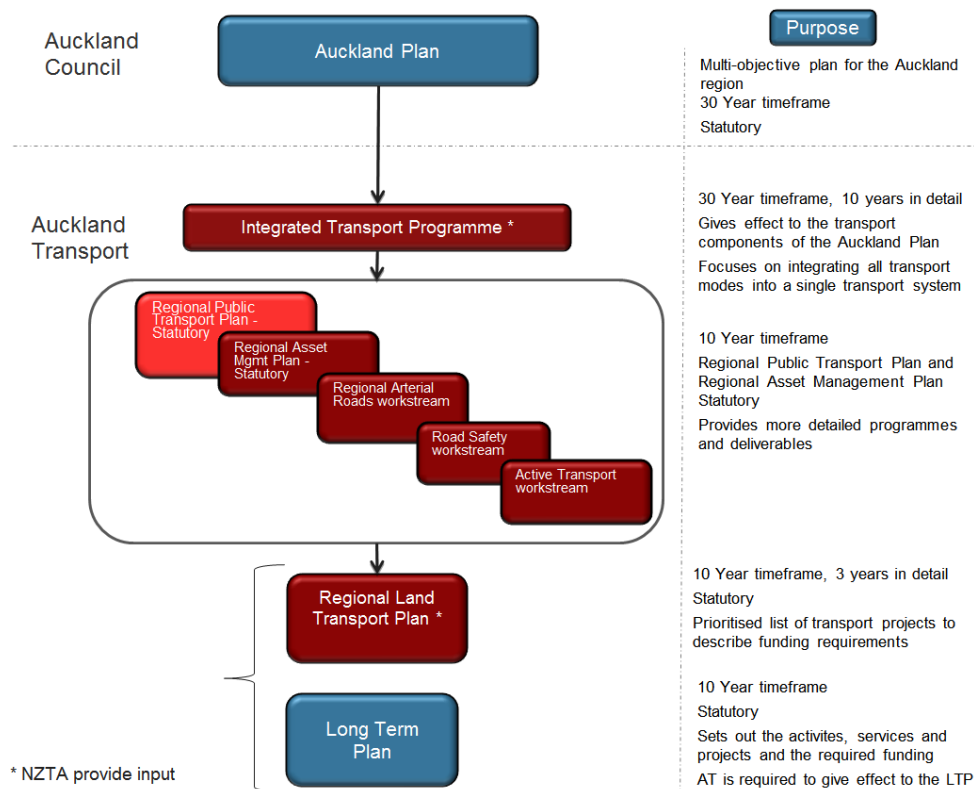 Auckland
Council
Auckland Plan
Purpose
Multi-objective plan for the Auckland
region
30 Year timeframe
Statutory
Auckland
Transport
Integrated Transport Programme *
30 Year timeframe, 10 years in detail
Gives effect to the transport
components of the Auckland Plan
Focuses on integrating all transport
modes into a single transport system
Regional Public
Transport Plan -
Statutory
Regional Asset
Mgmt Plan -
Statutory
Regional Arterial
Roads workstream
Road Safety
workstream
Active Transport
workstream
10 Year timeframe
Regional Public Transport Plan and
Regional Asset Management Plan
Statutory
Provides more detailed programmes
and deliverables
Regional Land
Transport Plan *
10 Year timeframe, 3 years in detail
Statutory
Prioritised list of transport projects to
describe funding requirements
Long Term
Plan
10 Year timeframe
Statutory
Sets out the activites, services and
projects and the required funding
AT is required to give effect to the LTP
* NZTA provide input